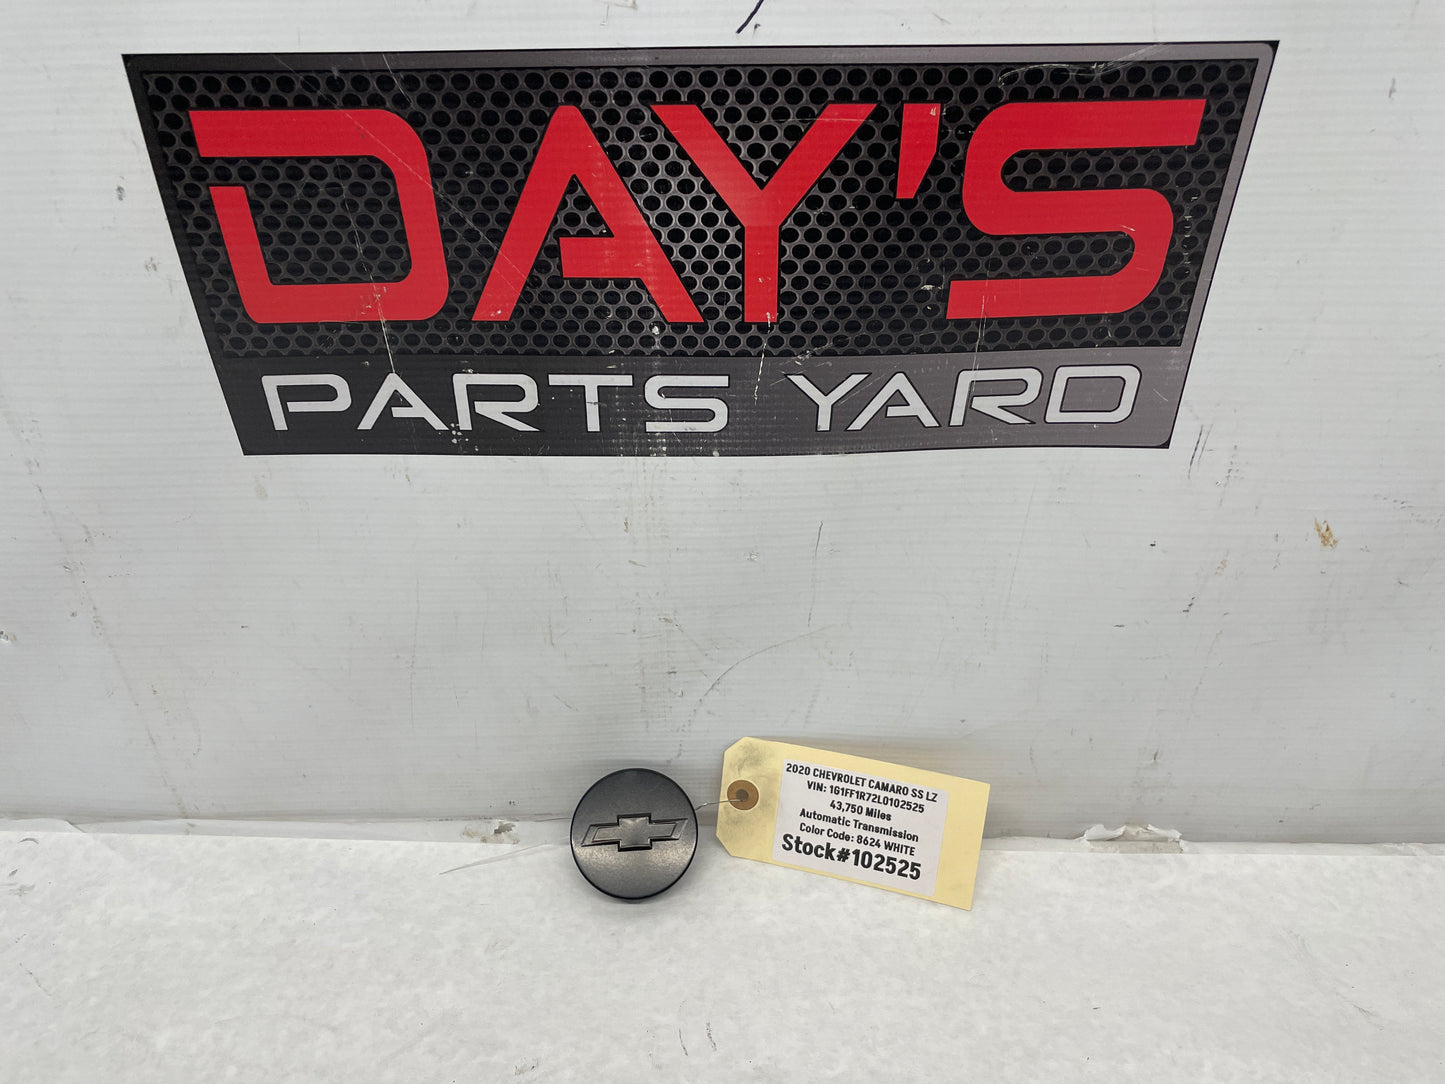 DAY'S
PARTS YARD
2020 CHEVROLET CAMARO SS LZ
VIN: 1G1FF1R72L0102525
43,750 Miles
Automatic Transmission
Color Code: 8624 WHITE
Stock#102525